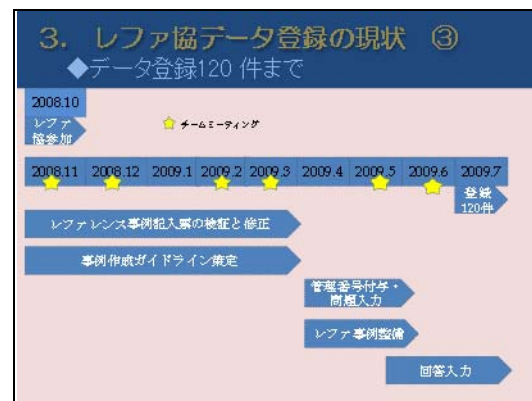 3. レファ協データ登録の現状 ③
◆データ登録120 件まで
2008.10
レファ
協参加
チームミーティング
2008.11 2008.12 2009.1 2009.2 2009.3 2009.4 2009.5 2009.6 2009.7
登録
120件
レファレンス事例記入票の検証と修正
事例作成ガイドライン策定
管理番号付与・
問題入力
レファ事例整備
回答入力